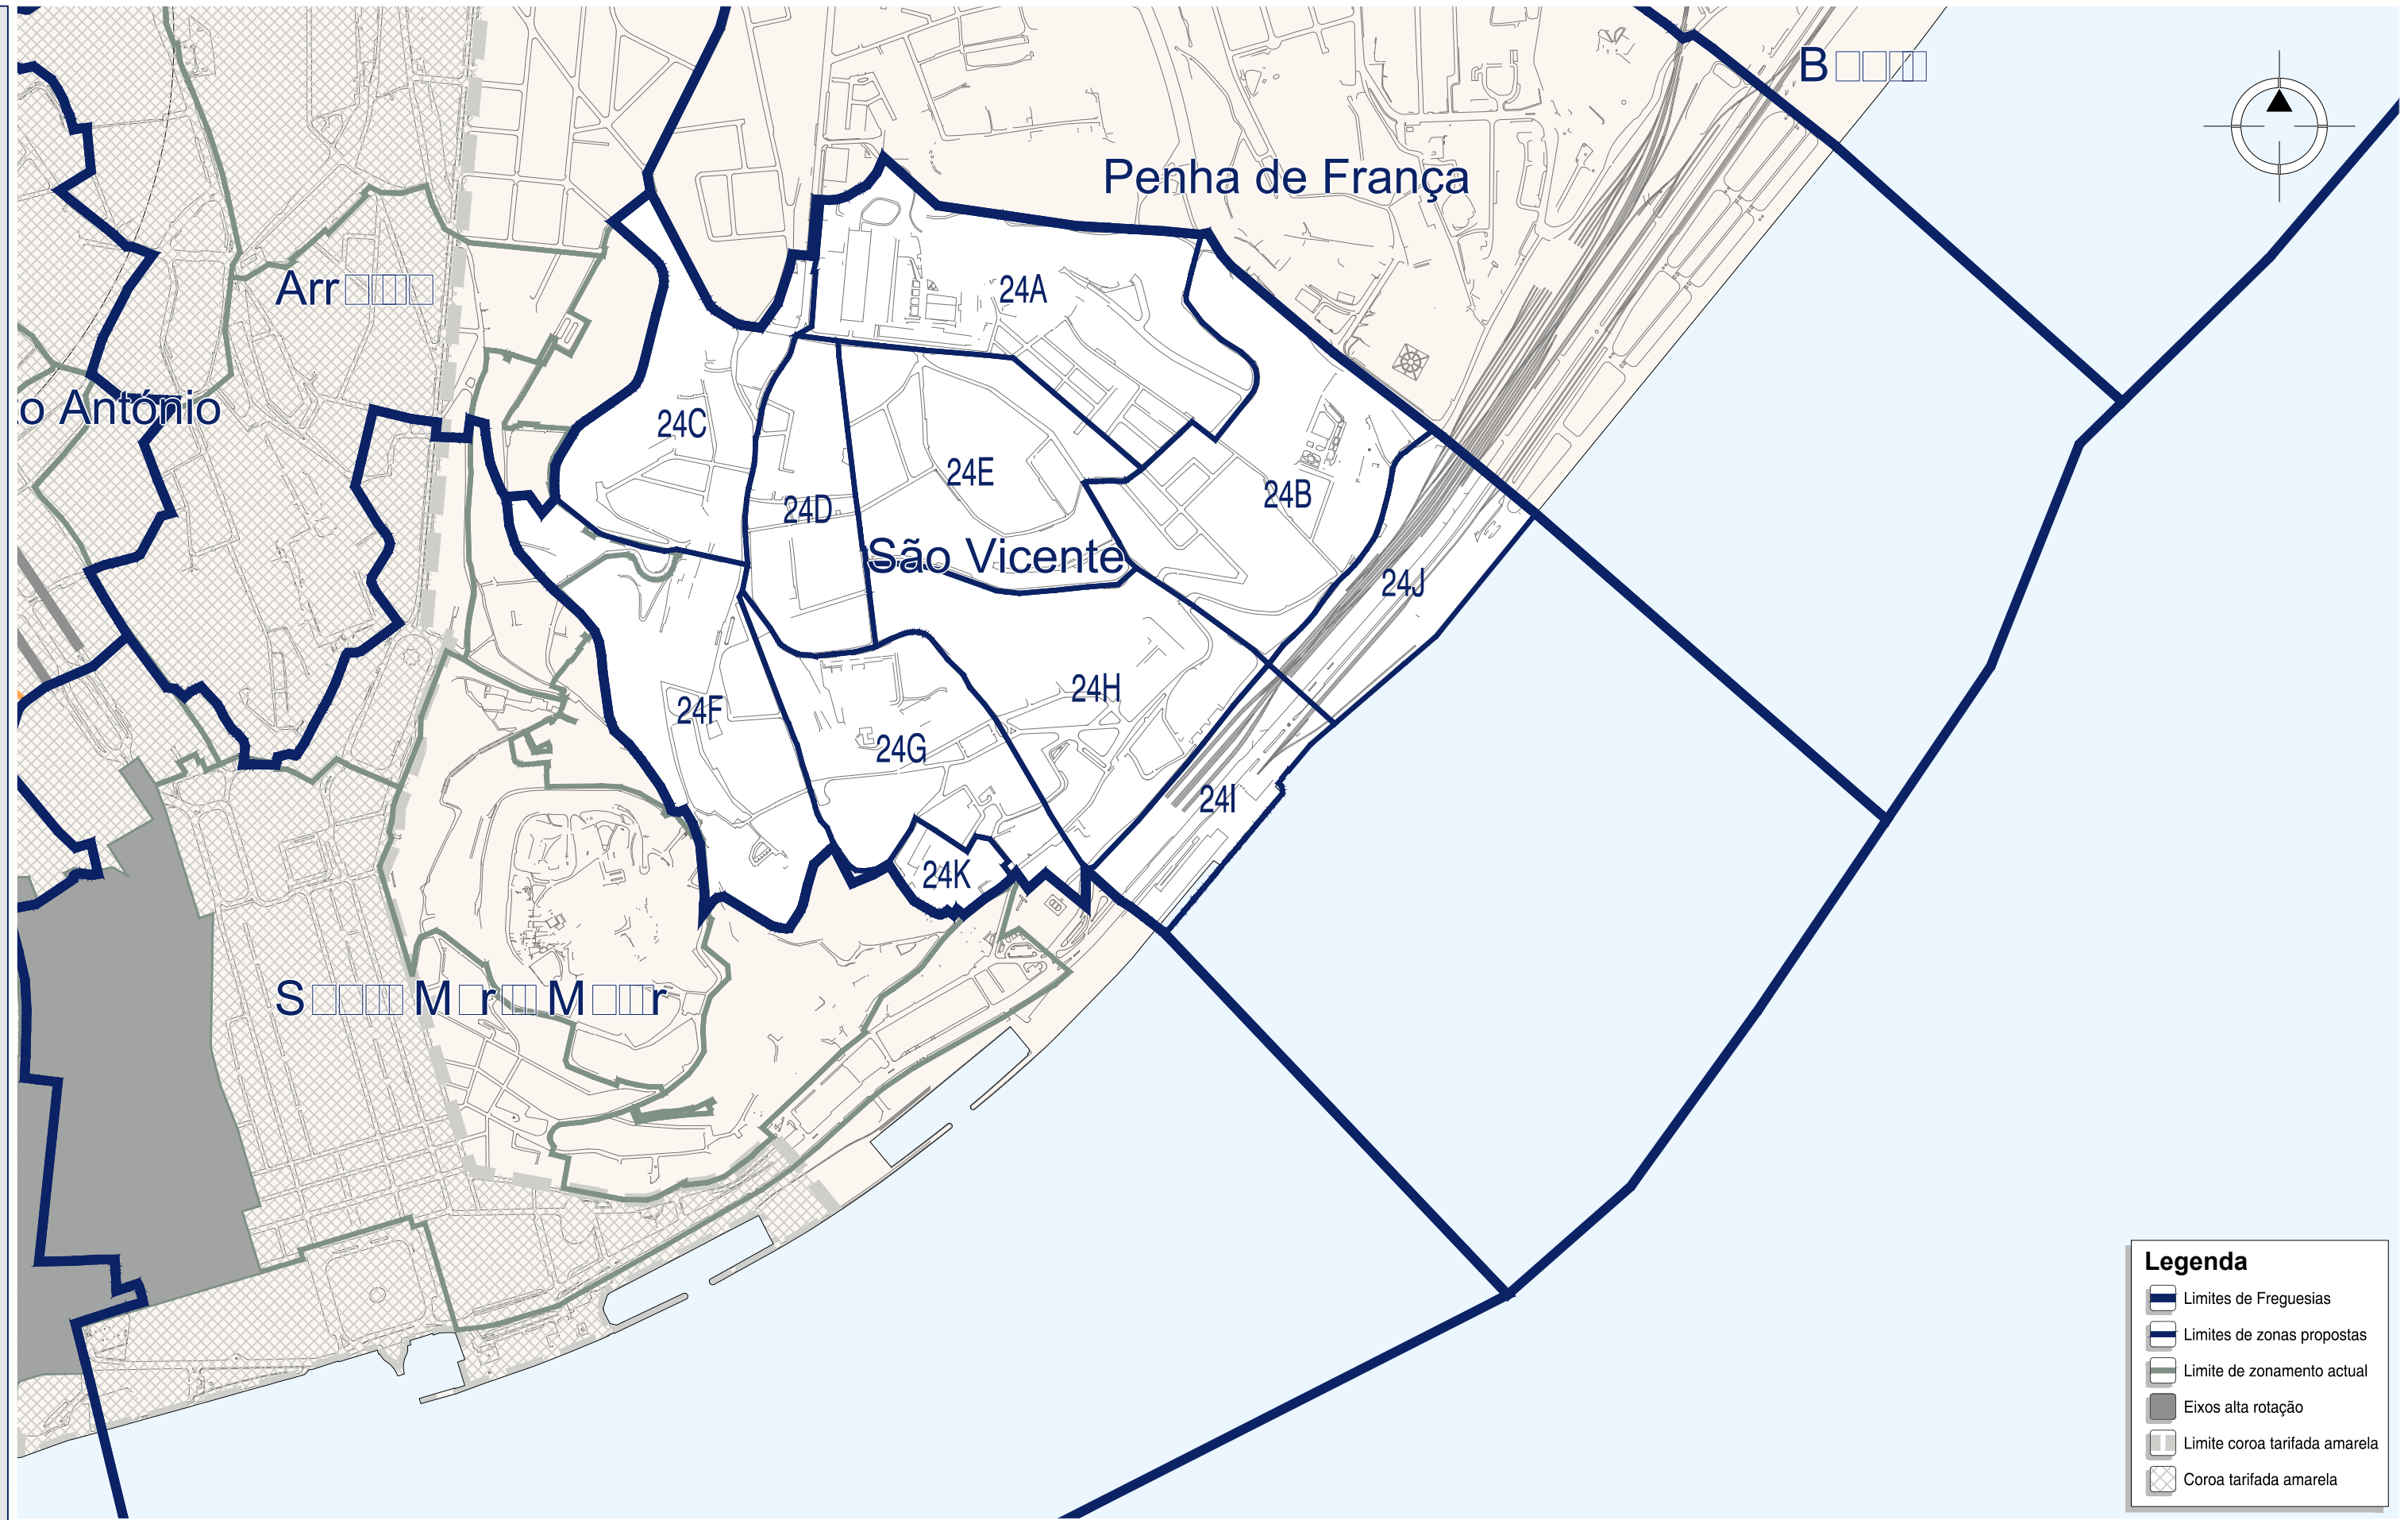 B□□□□
Penha de França
Arr□□□□
24A
o António
24C
24E
24D
24B
São Vicente
24J
24F
24H
24G
24I
24K
S□□□□ M□r□□ M□□□r
Legenda
Limites de Freguesias
Limites de zonas propostas
Limite de zonamento actual
Eixos alta rotação
Limite coroa tarifada amarela
Coroa tarifada amarela